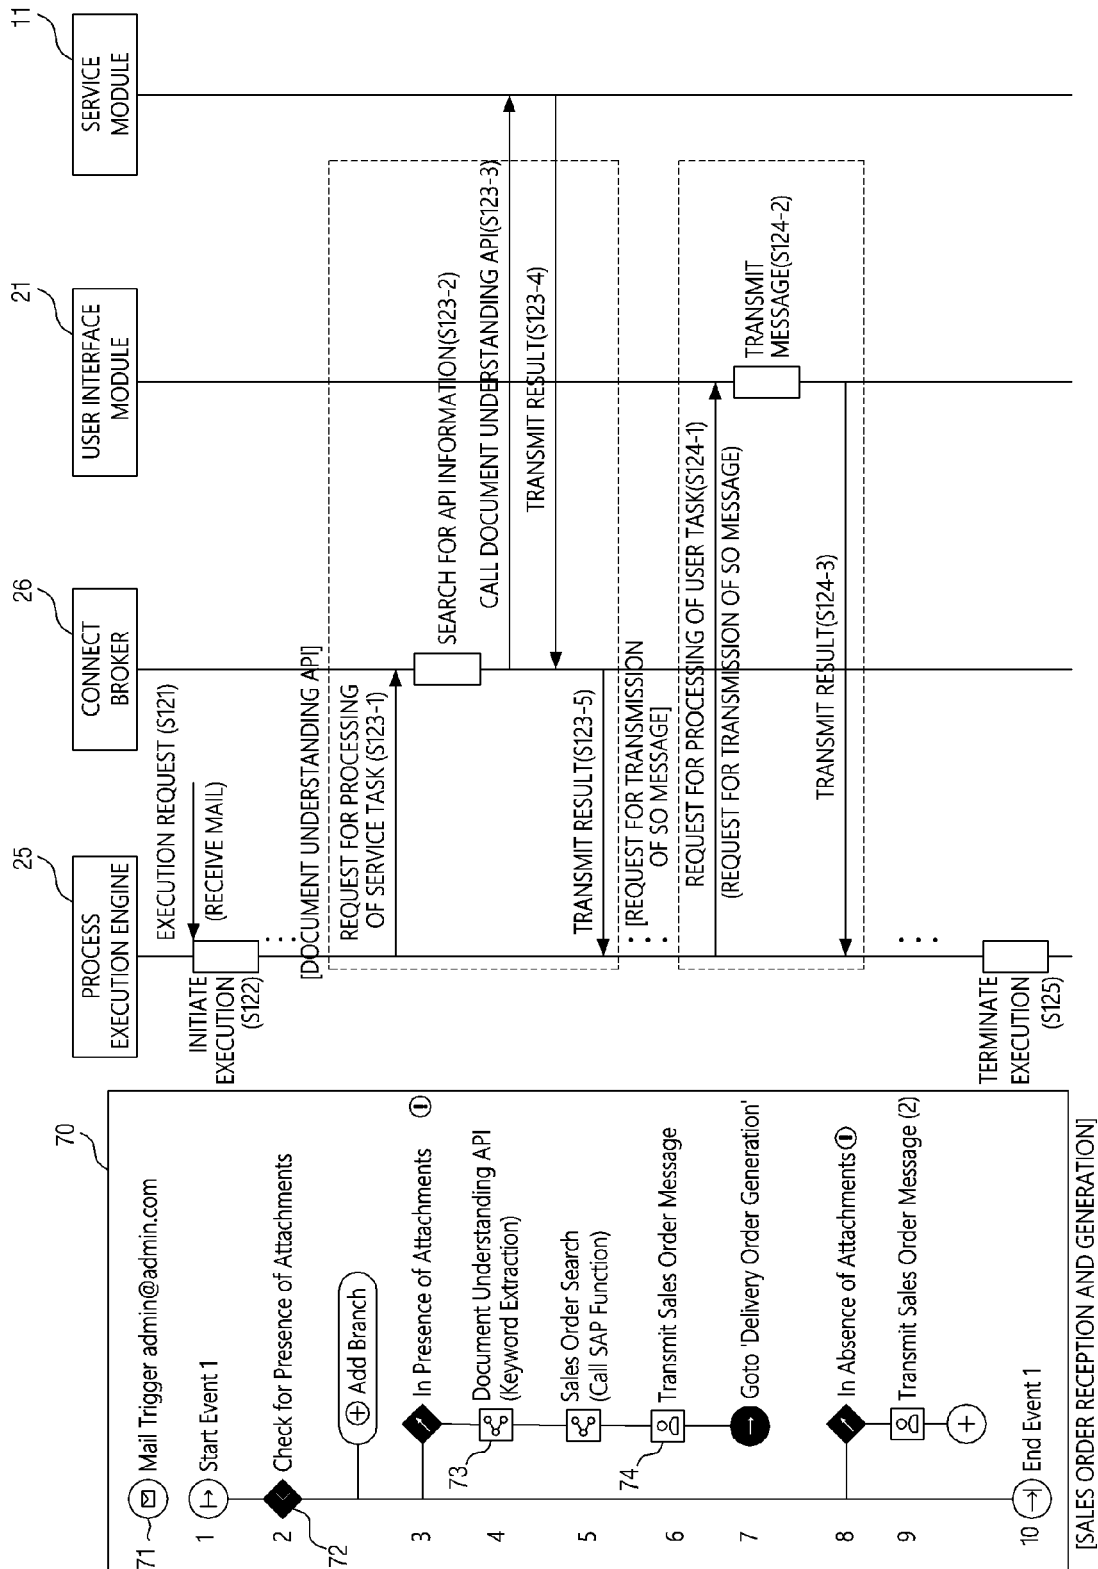 70
71
Mail Trigger admin@admin.com
1
Start Event 1
2
Check for Presence of Attachments
72
Add Branch
3
In Presence of Attachments
4
Document Understanding API
(Keyword Extraction)
73
5
Sales Order Search
(Call SAP Function)
6
Transmit Sales Order Message
74
7
Goto 'Delivery Order Generation'
8
In Absence of Attachments
9
Transmit Sales Order Message (2)
10
End Event 1
[SALES ORDER RECEPTION AND GENERATION]
25
PROCESS
EXECUTION ENGINE
26
CONNECT
BROKER
21
USER INTERFACE
MODULE
11
SERVICE
MODULE
EXECUTION REQUEST (S121)
(RECEIVE MAIL)
INITIATE
EXECUTION
(S122)
...
[DOCUMENT UNDERSTANDING API]
REQUEST FOR PROCESSING
OF SERVICE TASK (S123-1)
SEARCH FOR API INFORMATION(S123-2)
CALL DOCUMENT UNDERSTANDING API(S123-3)
TRANSMIT RESULT(S123-4)
TRANSMIT RESULT(S123-5)
...
[REQUEST FOR TRANSMISSION
OF SO MESSAGE]
REQUEST FOR PROCESSING OF USER TASK(S124-1)
(REQUEST FOR TRANSMISSION OF SO MESSAGE)
TRANSMIT
MESSAGE(S124-2)
TRANSMIT RESULT(S124-3)
...
TERMINATE
EXECUTION
(S125)